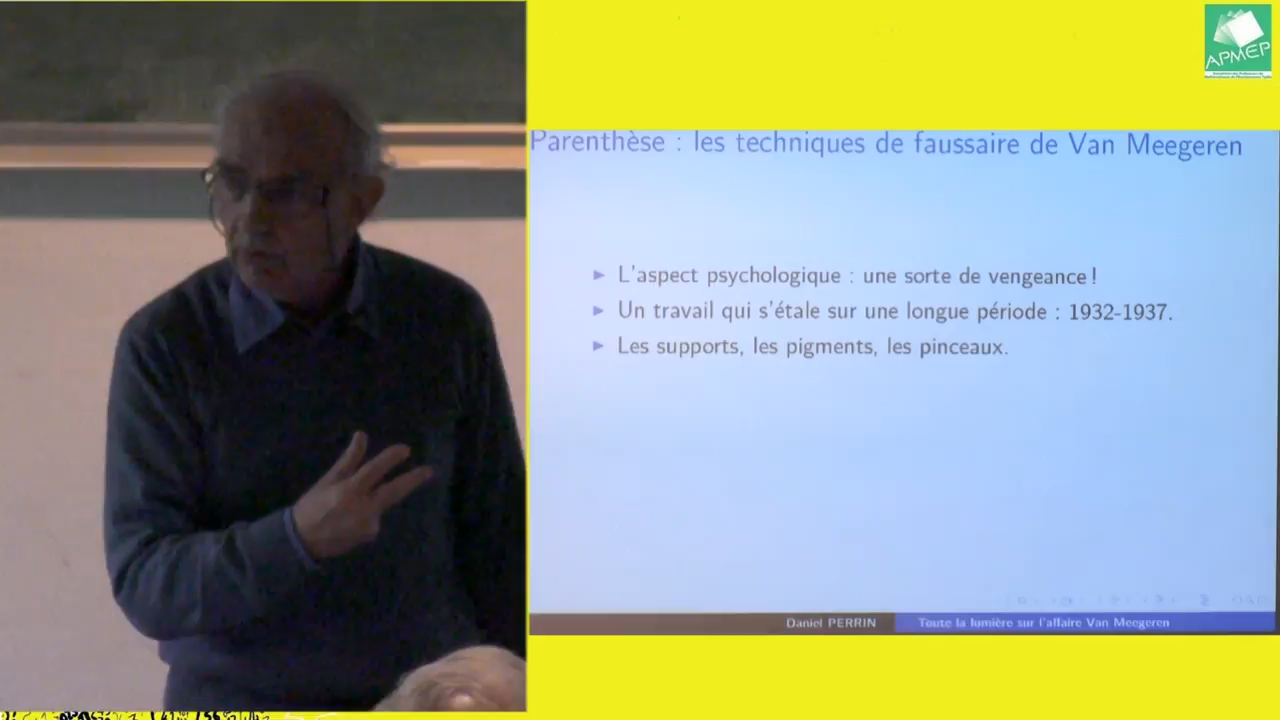 APMEP
Parenthèse : les techniques de faussaire de Van Meegeren
L'aspect psychologique : une sorte de vengeance !
Un travail qui s'étale sur une longue période : 1932-1937.
Les supports, les pigments, les pinceaux.
Daniel PERRIN
Toute la lumière sur l'affaire Van Meegeren